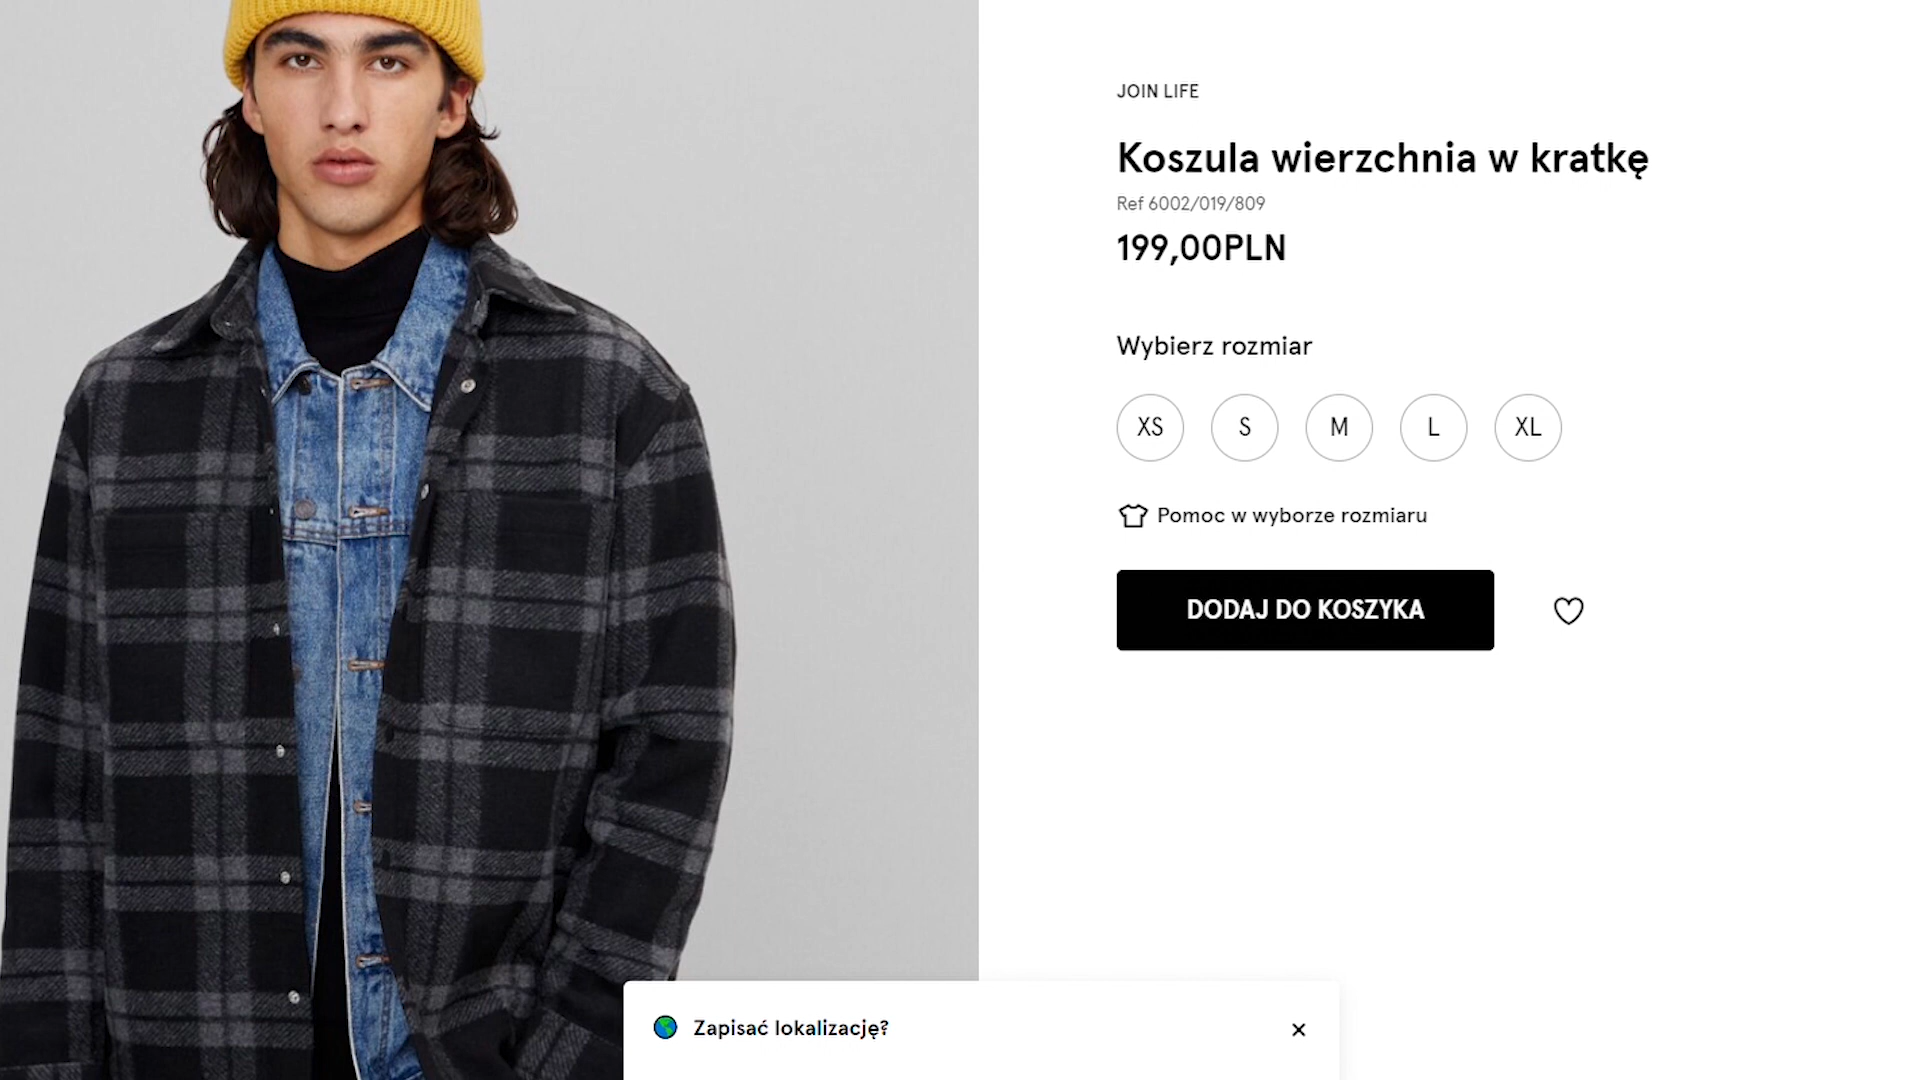 JOIN LIFE
Koszula wierzchnia w kratkę
Ref 6002/019/809
199,00PLN
Wybierz rozmiar
XS S M L XL
Pomoc w wyborze rozmiaru
DODAJ DO KOSZYKA
Zapisać lokalizację?